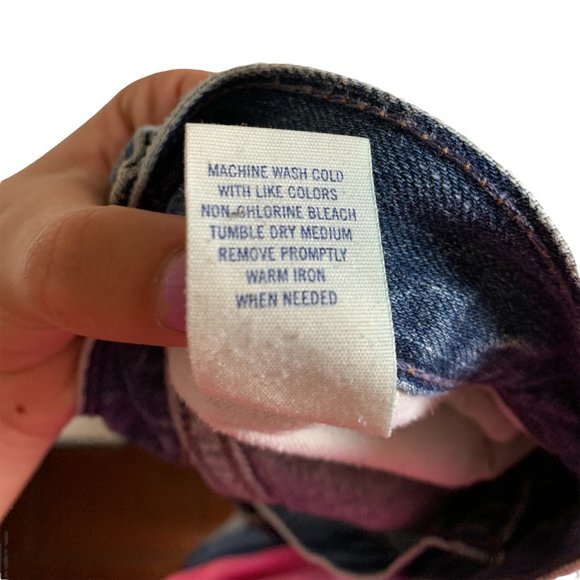 MACHINE WASH COLD
WITH LIKE COLORS
NON-CHLORINE BLEACH
TUMBLE DRY MEDIUM
REMOVE PROMPTLY
WARM IRON
WHEN NEEDED